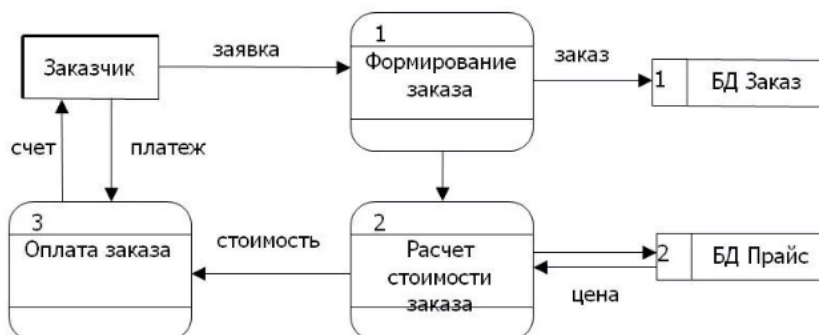 1
Заказчик
заявка
Формирование
заказа
заказ
1
БД Заказ
счет
платеж
3
Оплата заказа
стоимость
2
Расчет
стоимости
заказа
2
БД Прайс
цена